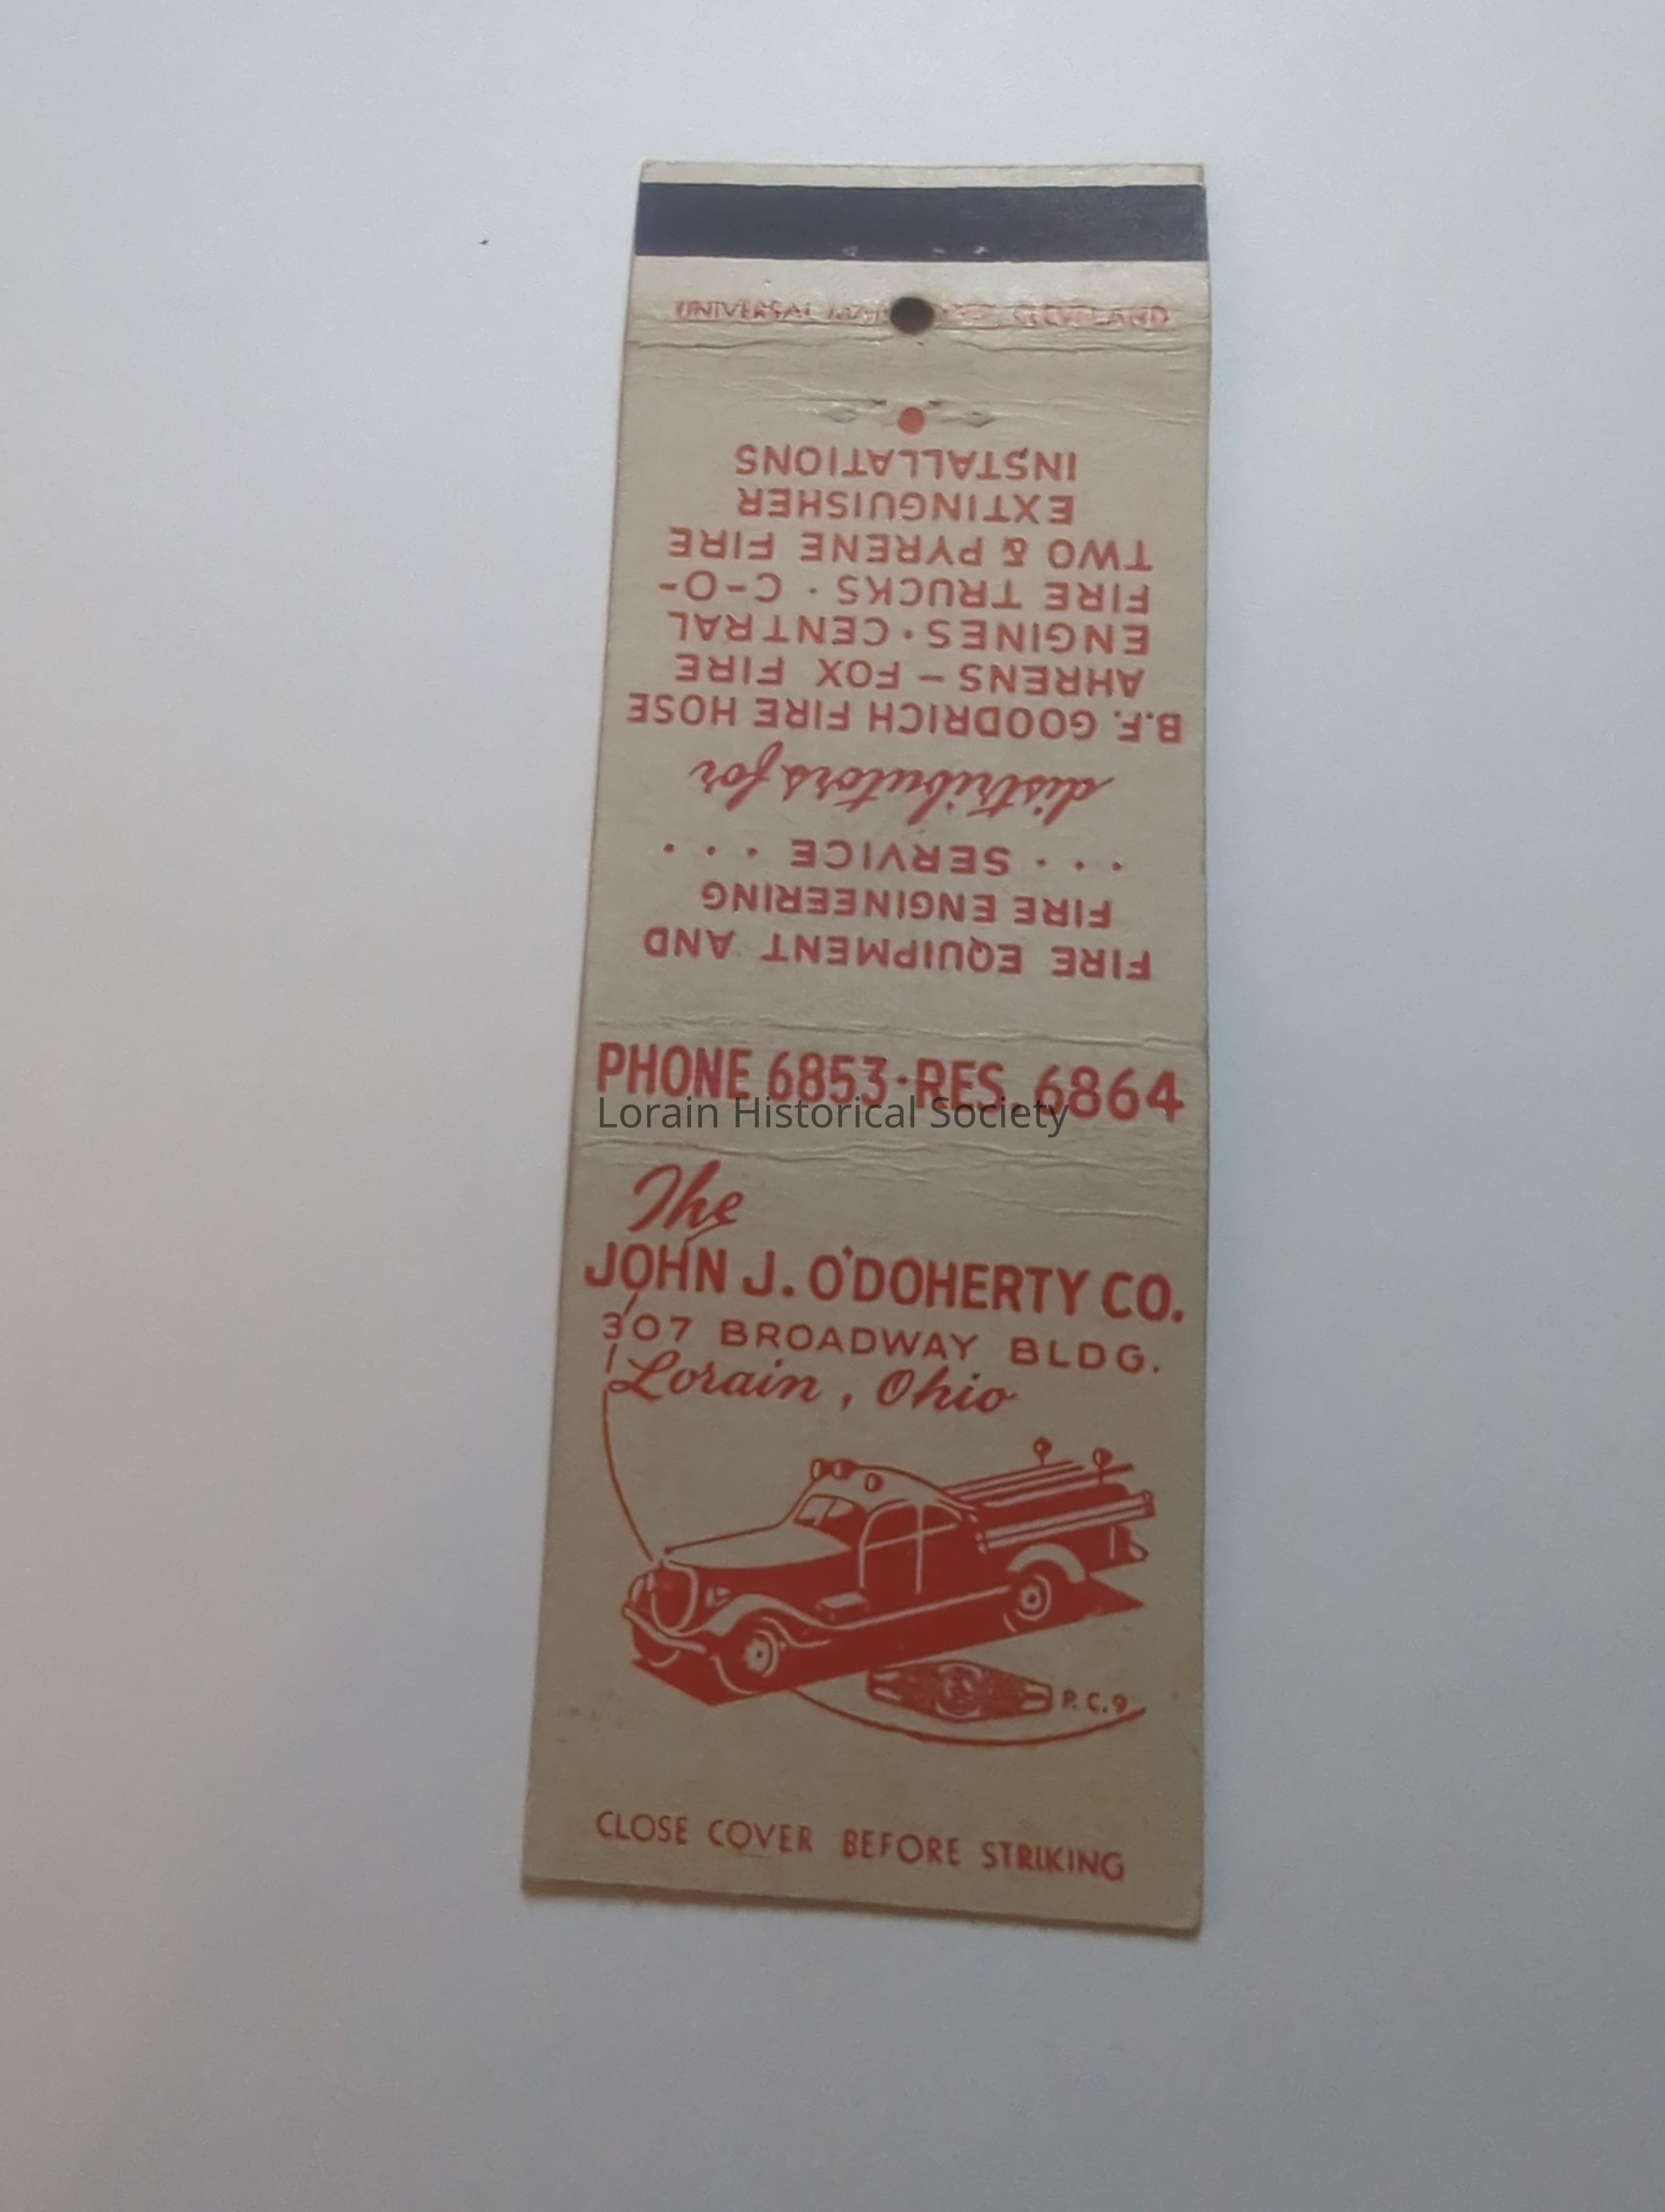 UNIVERSAL CLEVELAND
FIRE EQUIPMENT AND
FIRE ENGINEERING
. . . SERVICE . . .
distributors for
B.F. GOODRICH FIRE HOSE
AHRENS – FOX FIRE
ENGINES · CENTRAL
FIRE TRUCKS · C-O-
TWO & PYRENE FIRE
EXTINGUISHER
INSTALLATIONS
PHONE 6853 · RES. 6864
Lorain Historical Society
The
JOHN J. O'DOHERTY CO.
307 BROADWAY BLDG.
Lorain, Ohio
P.C.9
CLOSE COVER BEFORE STRIKING